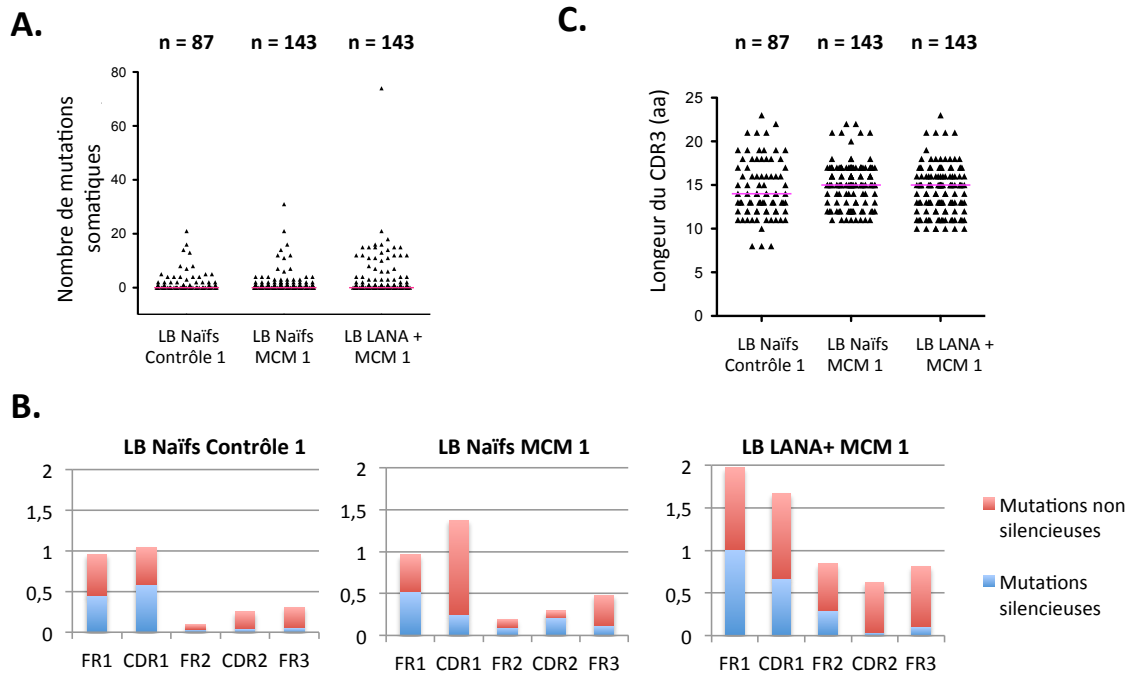 A.
n = 87 n = 143 n = 143
Nombre de mutations
somatiques
80
60
40
20
0
LB Naïfs
Contrôle 1
LB Naïfs
MCM 1
LB LANA +
MCM 1
C.
n = 87 n = 143 n = 143
Longeur du CDR3 (aa)
25
20
15
10
5
0
LB Naïfs
Contrôle 1
LB Naïfs
MCM 1
LB LANA +
MCM 1
B.
LB Naïfs Contrôle 1
2
1,5
1
0,5
0
FR1 CDR1 FR2 CDR2 FR3
LB Naïfs MCM 1
2
1,5
1
0,5
0
FR1 CDR1 FR2 CDR2 FR3
LB LANA+ MCM 1
2
1,5
1
0,5
0
FR1 CDR1 FR2 CDR2 FR3
Mutations non
silencieuses
Mutations
silencieuses